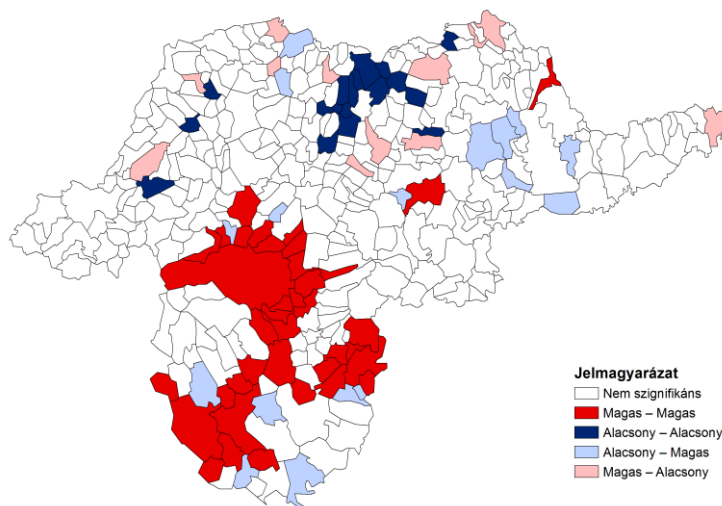 Jelmagyarázat
Nem szignifikáns
Magas – Magas
Alacsony – Alacsony
Alacsony – Magas
Magas – Alacsony